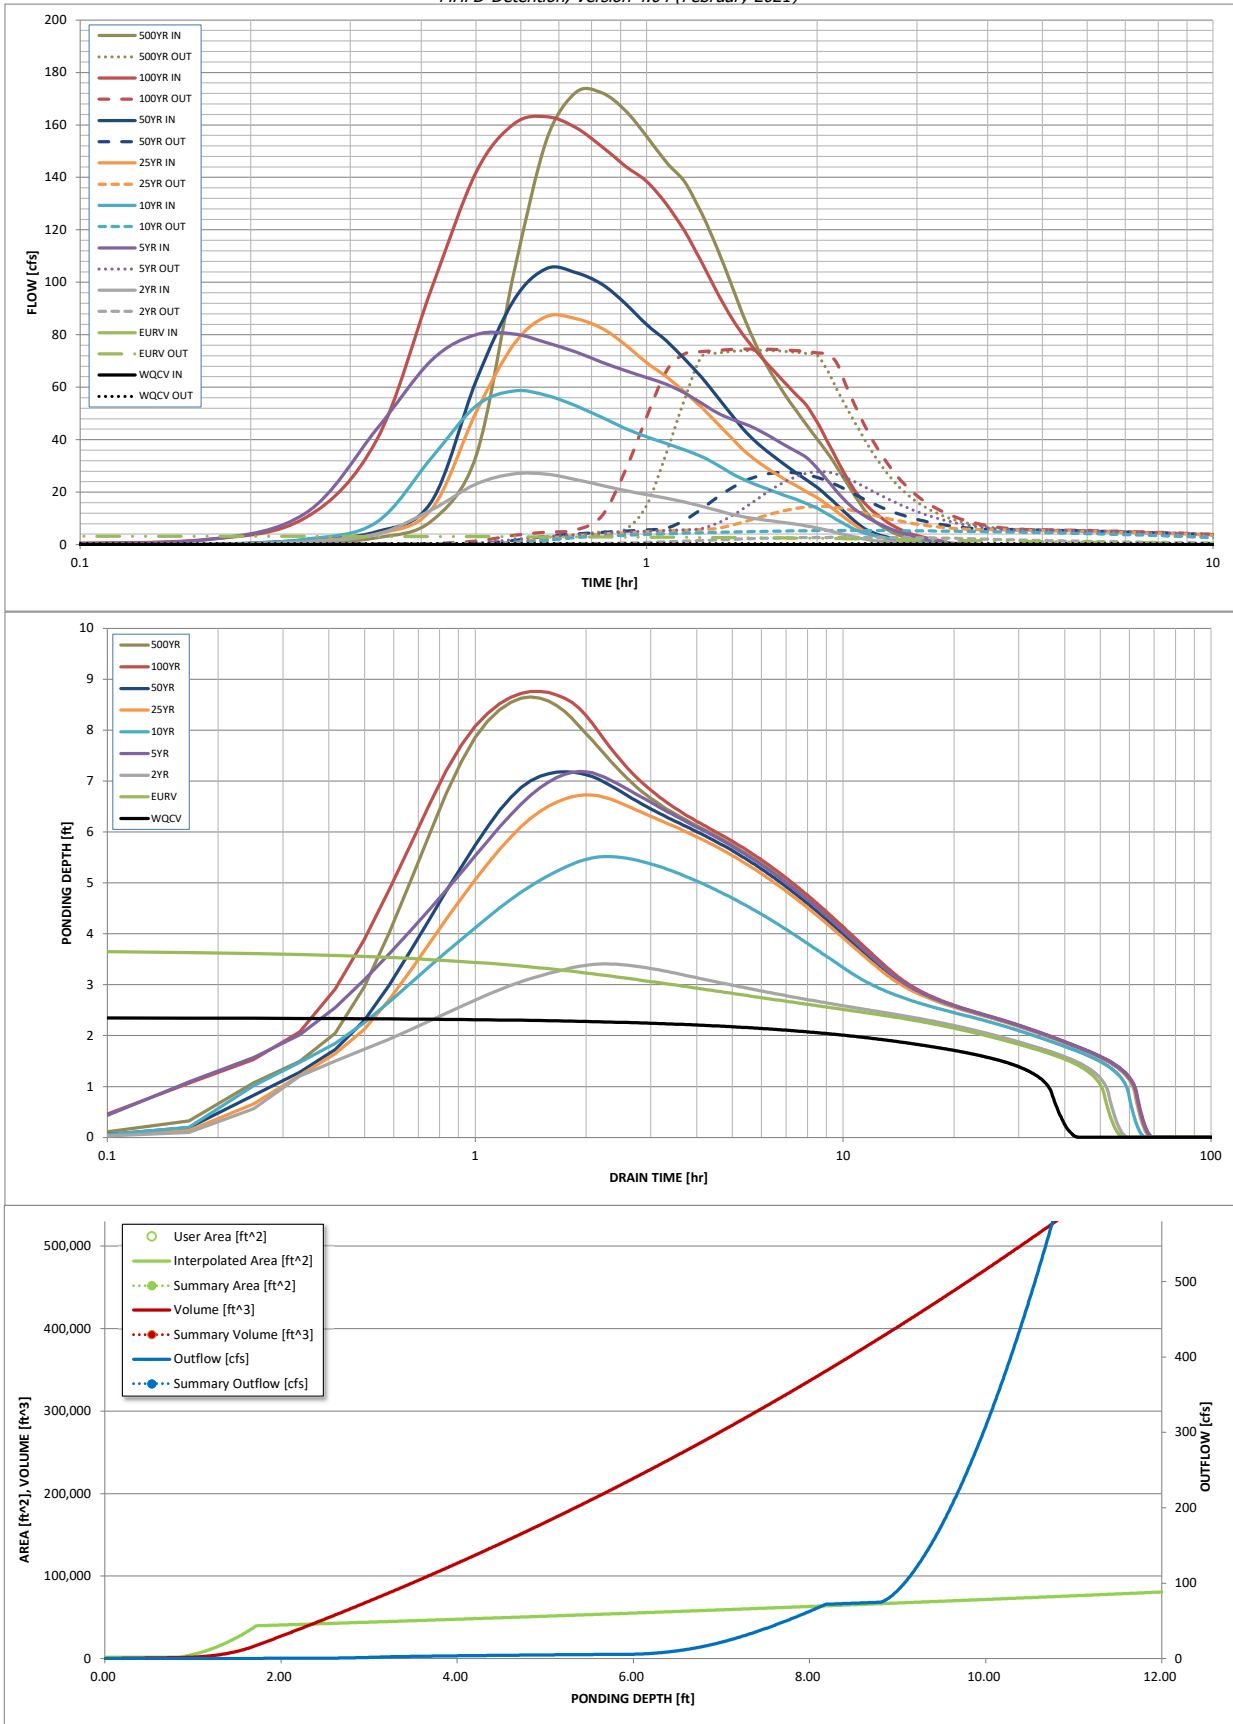 MHFD-Detention, Version 4.04 (February, 2021)
200
180
160
140
120
100
80
60
40
20
0
FLOW [cfs]
500YR IN
500YR OUT
100YR IN
100YR OUT
50YR IN
50YR OUT
25YR IN
25YR OUT
10YR IN
10YR OUT
5YR IN
5YR OUT
2YR IN
2YR OUT
EURV IN
EURV OUT
WQCV IN
WQCV OUT
0.1
1
10
TIME [hr]
10
9
8
7
6
5
4
3
2
1
0
PONDING DEPTH [ft]
500YR
100YR
50YR
25YR
10YR
5YR
2YR
EURV
WQCV
0.1
1
10
100
DRAIN TIME [hr]
500,000
400,000
300,000
200,000
100,000
0
AREA [ft^2], VOLUME [ft^3]
User Area [ft^2]
Interpolated Area [ft^2]
Summary Area [ft^2]
Volume [ft^3]
Summary Volume [ft^3]
Outflow [cfs]
Summary Outflow [cfs]
500
400
300
200
100
0
OUTFLOW [cfs]
0.00
2.00
4.00
6.00
8.00
10.00
12.00
PONDING DEPTH [ft]